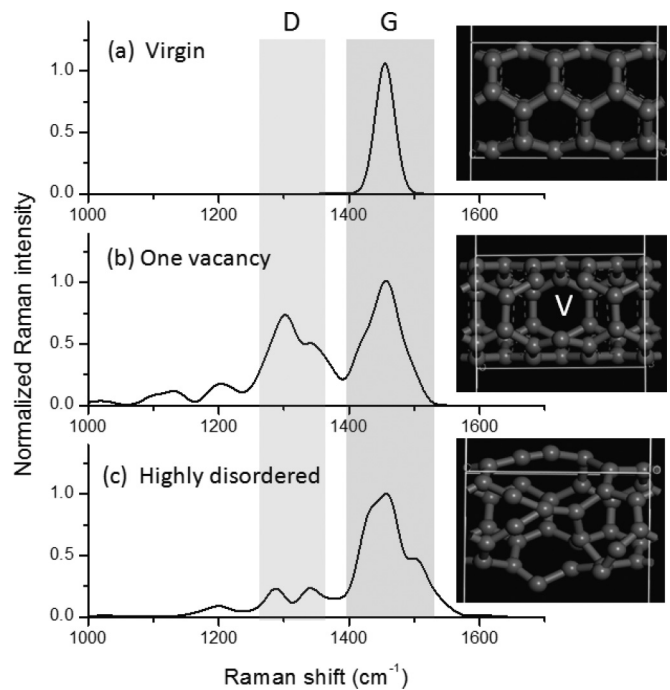 D G
(a) Virgin
1.0
0.5
0.0
1000 1200 1400 1600
(b) One vacancy
1.0
0.5
0.0
V
1000 1200 1400 1600
(c) Highly disordered
1.0
0.5
0.0
1000 1200 1400 1600
Normalized Raman intensity
Raman shift (cm⁻¹)